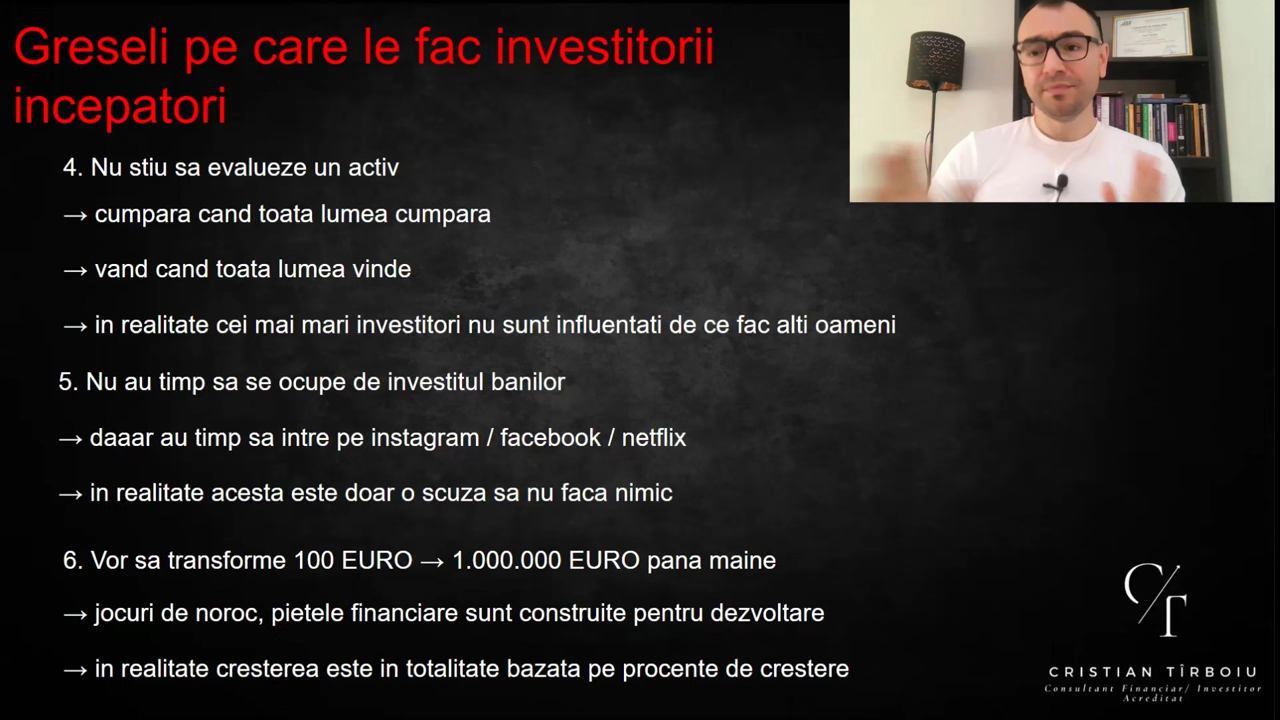 Greseli pe care le fac investitorii
incepatori
4. Nu stiu sa evalueze un activ
→ cumpara cand toata lumea cumpara
→ vand cand toata lumea vinde
→ in realitate cei mai mari investitori nu sunt influentati de ce fac alti oameni
5. Nu au timp sa se ocupe de investitul banilor
→ daaar au timp sa intre pe instagram / facebook / netflix
→ in realitate acesta este doar o scuza sa nu faca nimic
6. Vor sa transforme 100 EURO → 1.000.000 EURO pana maine
→ jocuri de noroc, pietele financiare sunt construite pentru dezvoltare
→ in realitate cresterea este in totalitate bazata pe procente de crestere
C/T
CRISTIAN TÎRBOIU
Consultant Financiar/ Investitor
Acreditat